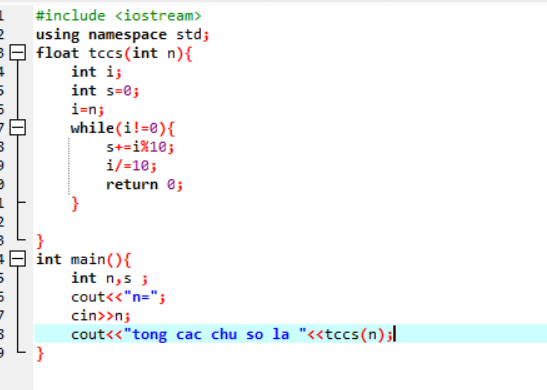 1 #include <iostream>
2 using namespace std;
3 float tccs(int n){
4 int i;
5 int s=0;
6 i=n;
7 while(i!=0){
8 s+=i%10;
9 i/=10;
0 return 0;
1 }
2
3 }
4 int main(){
5 int n,s ;
6 cout<<"n=";
7 cin>>n;
8 cout<<"tong cac chu so la "<<tccs(n);
9 }